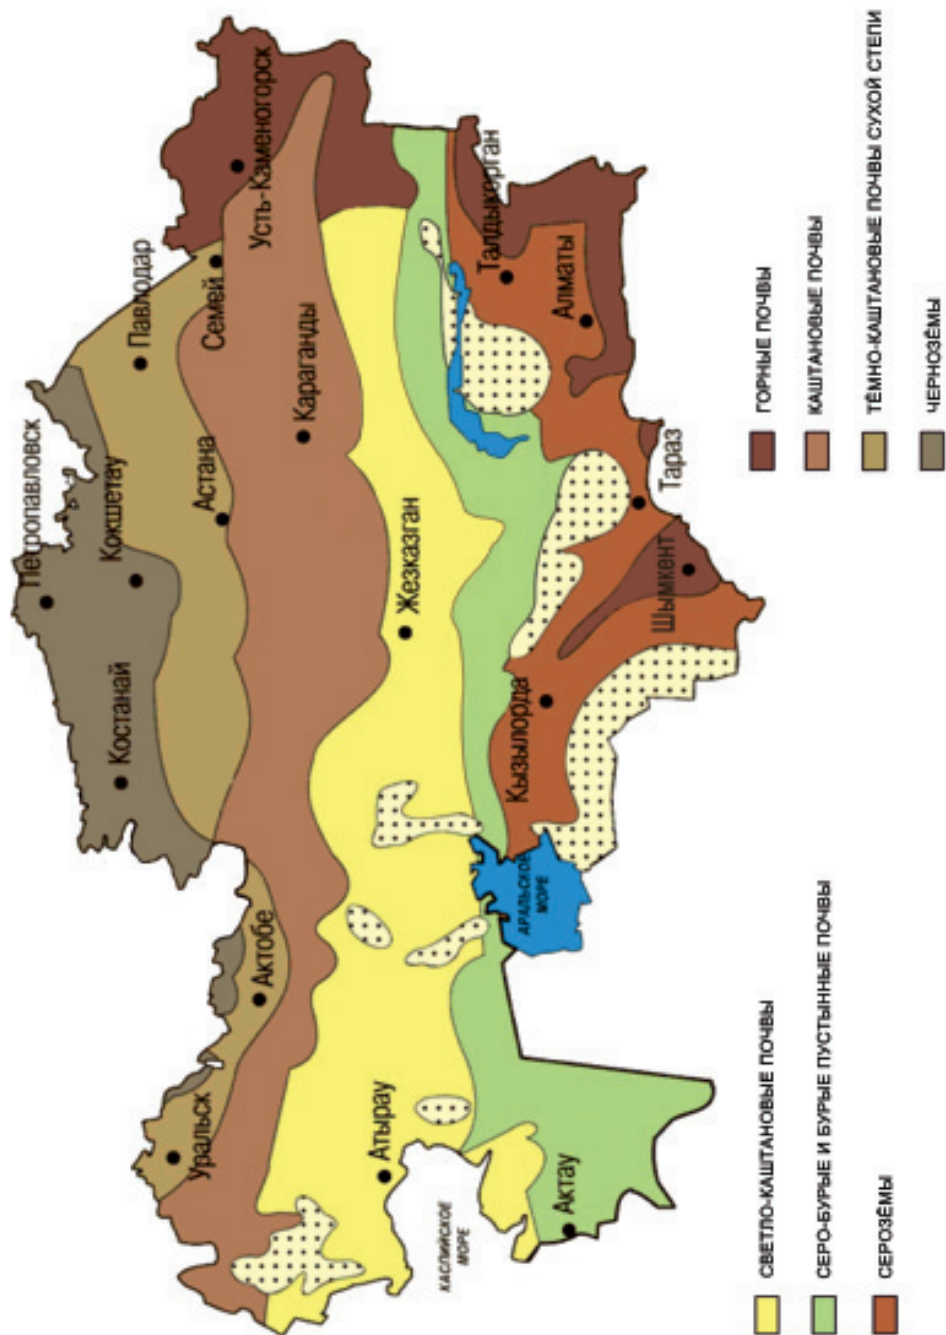 Петропавловск
Кокшетау
Костанай
Павлодар
Астана
Семей
Усть-Каменогорск
Уральск
Актобе
Караганды
Атырау
Жезказган
КАСПИЙСКОЕ
МОРЕ
АРАЛЬСКОЕ
МОРЕ
Талдыкорган
Актау
Кызылорда
Алматы
Тараз
Шымкент
СВЕТЛО-КАШТАНОВЫЕ ПОЧВЫ
СЕРО-БУРЫЕ И БУРЫЕ ПУСТЫННЫЕ ПОЧВЫ
СЕРОЗЁМЫ
ГОРНЫЕ ПОЧВЫ
КАШТАНОВЫЕ ПОЧВЫ
ТЁМНО-КАШТАНОВЫЕ ПОЧВЫ СУХОЙ СТЕПИ
ЧЕРНОЗЁМЫ